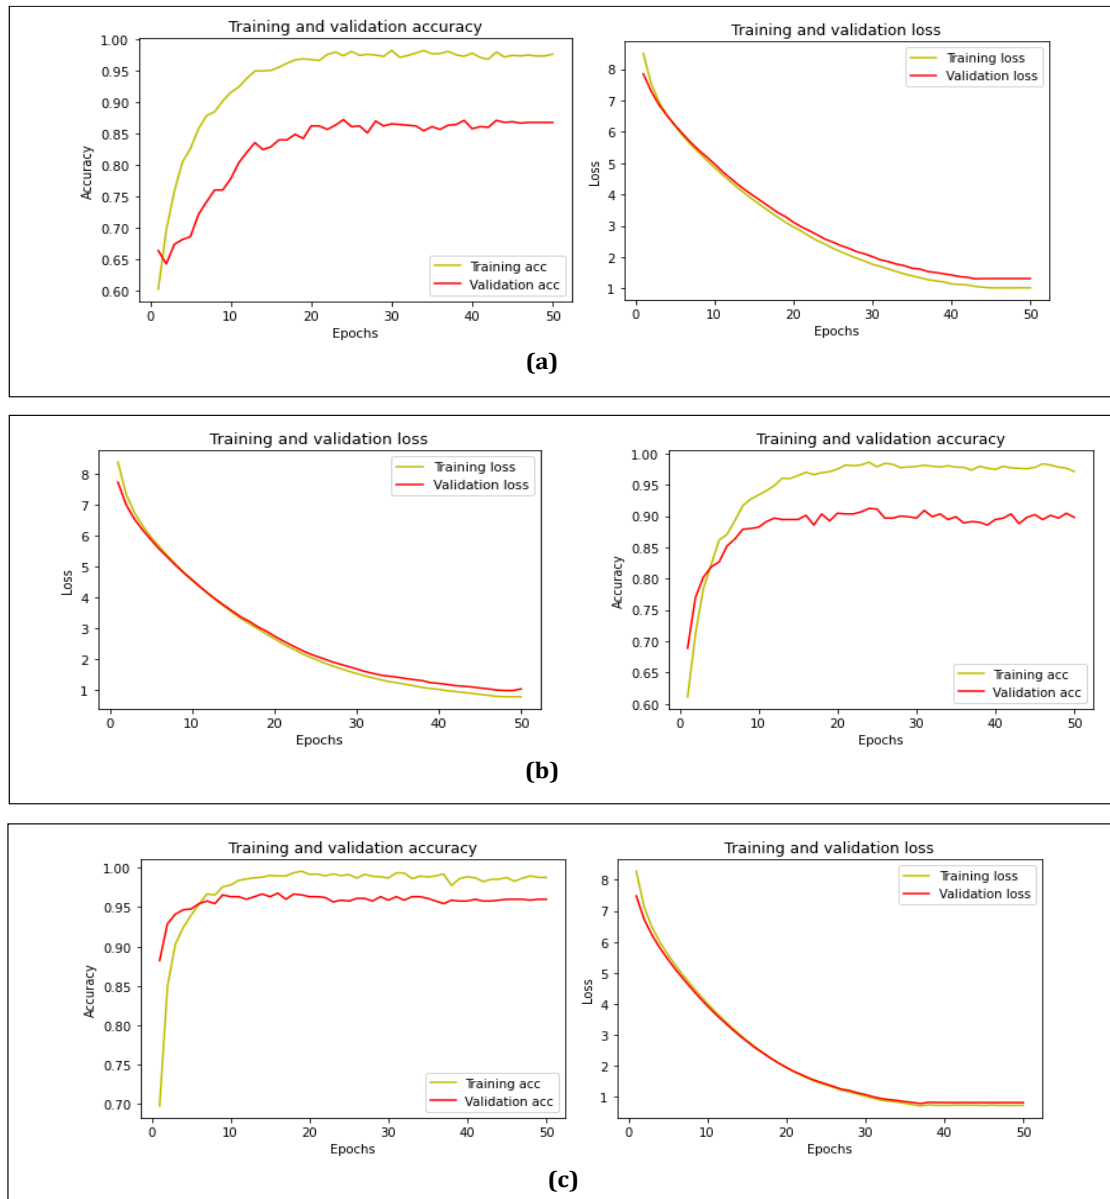 Training and validation accuracy
1.00
0.95
0.90
0.85
0.80
0.75
0.70
0.65
0.60
Accuracy
0 10 20 30 40 50
Epochs
Training acc
Validation acc
Training and validation loss
8
7
6
5
4
3
2
1
Loss
0 10 20 30 40 50
Epochs
Training loss
Validation loss
(a)
Training and validation loss
8
7
6
5
4
3
2
1
Loss
0 10 20 30 40 50
Epochs
Training loss
Validation loss
Training and validation accuracy
1.00
0.95
0.90
0.85
0.80
0.75
0.70
0.65
0.60
Accuracy
0 10 20 30 40 50
Epochs
Training acc
Validation acc
(b)
Training and validation accuracy
1.00
0.95
0.90
0.85
0.80
0.75
0.70
Accuracy
0 10 20 30 40 50
Epochs
Training acc
Validation acc
Training and validation loss
8
7
6
5
4
3
2
1
Loss
0 10 20 30 40 50
Epochs
Training loss
Validation loss
(c)